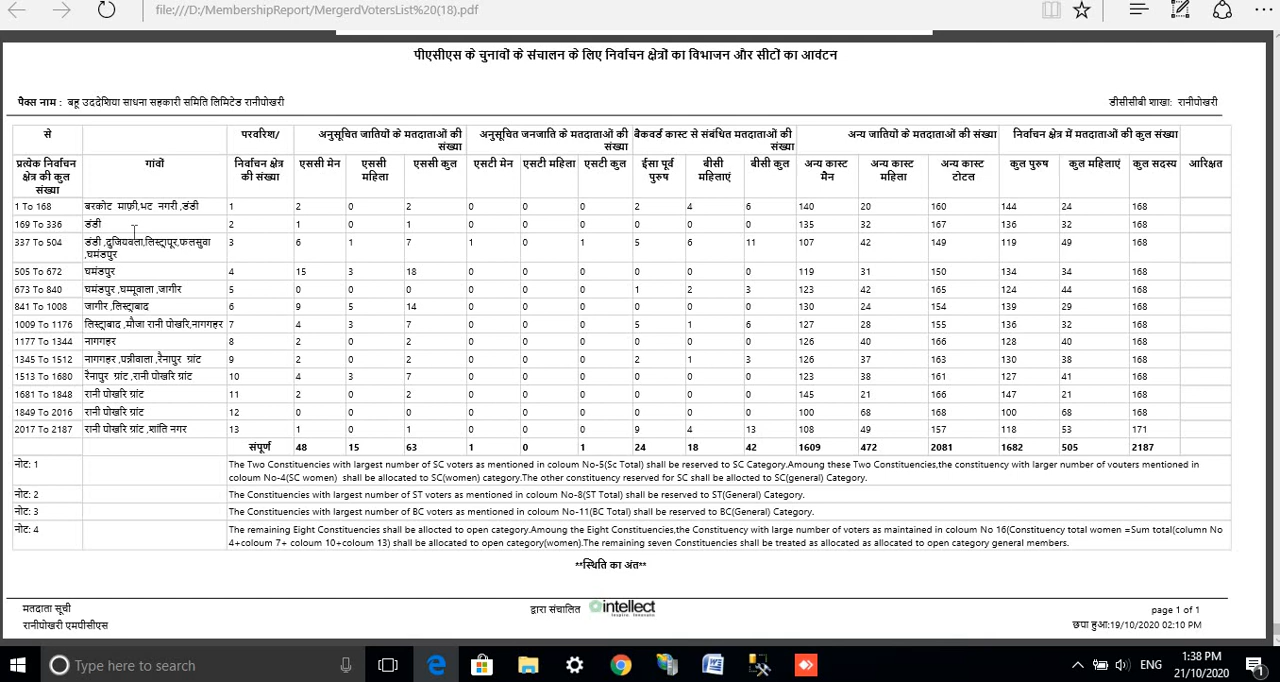 file:///D:/MembershipReport/MergerdVotersList%20(18).pdf
पीएसीएस के चुनावों के संचालन के लिए निर्वाचन क्षेत्रों का विभाजन और सीटों का आवंटन
पैक्स नाम : बहू उददेशिया साधना सहकारी समिति लिमिटेड रानीपोखरी डीसीसीबी शाखा: रानीपोखरी
से परवरिश/ अनुसूचित जातियो के मतदाताओं की अनुसूचित जनजाति के मतदाताओं की बैकवर्ड कास्ट से संबंधित मतदाताओं की अन्य जातियों के मतदाताओं की संख्या निर्वाचन क्षेत्र में मतदाताओं की कुल संख्या
संख्या संख्या संख्या
प्रत्येक निर्वाचन गांवों निर्वाचन क्षेत्र एससी मेन एससी एससी कुल एसटी मेन एसटी महिला एसटी कुल ईसा पूर्व बीसी बीसी कुल अन्य कास्ट अन्य कास्ट अन्य कास्ट कुल पुरुष कुल महिलाएं कुल सदस्य आरक्षित
क्षेत्र की कुल की संख्या महिला पुरुष महिलाएं मैन महिला टोटल
संख्या
1 To 168 बरकोट माफ़ी,भट नगरी ,डंडी 1 2 0 2 0 0 0 2 4 6 140 20 160 144 24 168
169 To 336 डंडी 2 1 0 1 0 0 0 0 0 0 135 32 167 136 32 168
337 To 504 डंडी ,दुजियवला,लिस्ट्रापूर,फलसुवा 3 6 1 7 1 0 1 5 6 11 107 42 149 119 49 168
,घमंडपुर
505 To 672 घमंडपुर 4 15 3 18 0 0 0 0 0 0 119 31 150 134 34 168
673 To 840 घमंडपुर ,घम्मूवाला ,जागीर 5 0 0 0 0 0 0 1 2 3 123 42 165 124 44 168
841 To 1008 जागीर ,लिस्ट्राबाद 6 9 5 14 0 0 0 0 0 0 130 24 154 139 29 168
1009 To 1176 लिस्ट्राबाद ,मौजा रानी पोखरि,नागगहर 7 4 3 7 0 0 0 5 1 6 127 28 155 136 32 168
1177 To 1344 नागगहर 8 2 0 2 0 0 0 0 0 0 126 40 166 128 40 168
1345 To 1512 नागगहर ,पन्नीवाला ,रैनापुर ग्रांट 9 2 0 2 0 0 0 2 1 3 126 37 163 130 38 168
1513 To 1680 रैनापुर ग्रांट ,रानी पोखरि ग्रांट 10 4 3 7 0 0 0 0 0 0 123 38 161 127 41 168
1681 To 1848 रानी पोखरि ग्रांट 11 2 0 2 0 0 0 0 0 0 145 21 166 147 21 168
1849 To 2016 रानी पोखरि ग्रांट 12 0 0 0 0 0 0 0 0 0 100 68 168 100 68 168
2017 To 2187 रानी पोखरि ग्रांट ,शांति नगर 13 1 0 1 0 0 0 9 4 13 108 49 157 118 53 171
संपूर्ण 48 15 63 1 0 1 24 18 42 1609 472 2081 1682 505 2187
नोट: 1 The Two Constituencies with largest number of SC voters as mentioned in coloum No-5(Sc Total) shall be reserved to SC Category.Amoung these Two Constituencies,the constituency with larger number of vouters mentioned in
coloum No-4(SC women) shall be allocated to SC(women) category.The other constituency reserved for SC shall be allocted to SC(general) Category.
नोट: 2 The Constituencies with largest number of ST voters as mentioned in coloum No-8(ST Total) shall be reserved to ST(General) Category.
नोट: 3 The Constituencies with largest number of BC voters as mentioned in coloum No-11(BC Total) shall be reserved to BC(General) Category.
नोट: 4 The remaining Eight Constituencies shall be allocted to open category.Amoung the Eight Constituencies,the Constituency with large number of voters as maintained in coloum No 16(Constituency total women =Sum total(column No
4+coloum 7+ coloum 10+coloum 13) shall be allocated to open category(women).The remaining seven Constituencies shall be treated as allocated as allocated to open category general members.
**स्थिति का अंत**
मतदाता सूची द्वारा संचालित intellect page 1 of 1
रानीपोखरी एमपीसीएस छपा हुआ:19/10/2020 02:10 PM
Type here to search ENG 1:38 PM
21/10/2020